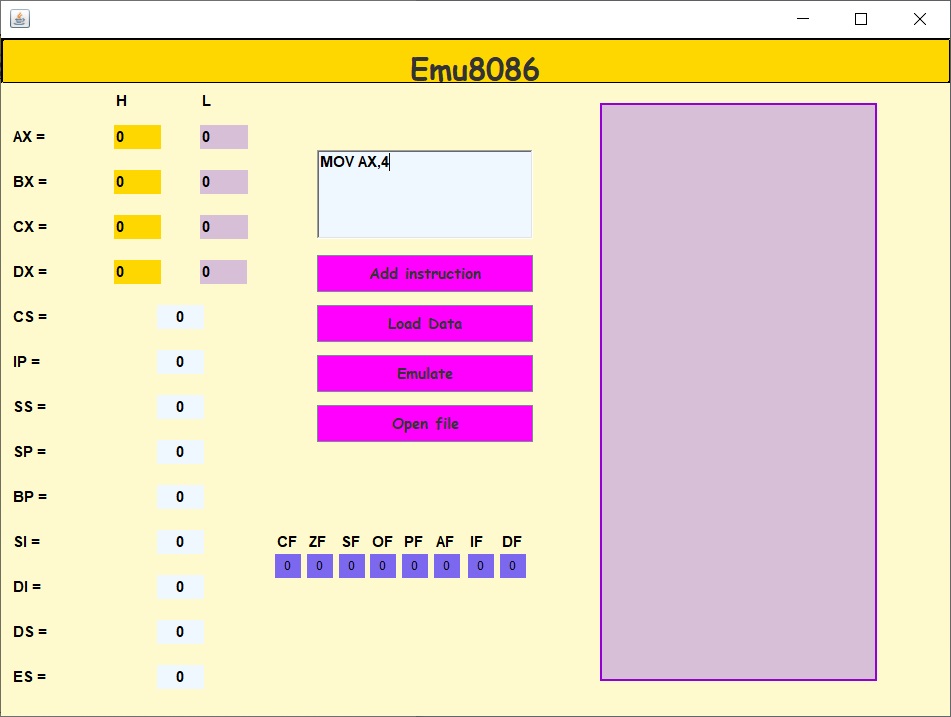 Emu8086
H L
AX = 0 0
BX = 0 0
CX = 0 0
DX = 0 0
CS = 0
IP = 0
SS = 0
SP = 0
BP = 0
SI = 0
DI = 0
DS = 0
ES = 0
MOV AX,4
Add instruction
Load Data
Emulate
Open file
CF ZF SF OF PF AF IF DF
0 0 0 0 0 0 0 0